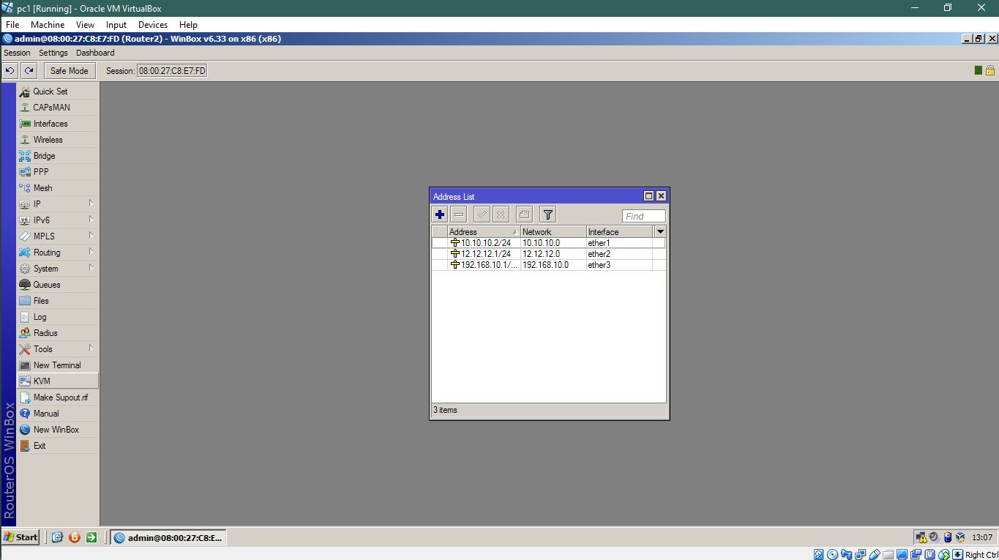 pc1 [Running] - Oracle VM VirtualBox
File Machine View Input Devices Help
admin@08:00:27:C8:E7:FD (Router2) - WinBox v6.33 on x86 (x86)
Session Settings Dashboard
Safe Mode Session: 08:00:27:C8:E7:FD
Quick Set
CAPsMAN
Interfaces
Wireless
Bridge
PPP
Mesh
IP
IPv6
MPLS
Routing
System
Queues
Files
Log
Radius
Tools
New Terminal
KVM
Make Supout.rif
Manual
New WinBox
Exit
RouterOS WinBox
Address List
Find
Address Network Interface
10.10.10.2/24 10.10.10.0 ether1
12.12.12.1/24 12.12.12.0 ether2
192.168.10.1/... 192.168.10.0 ether3
3 items
Start admin@08:00:27:C8:E... 13:07
Right Ctrl